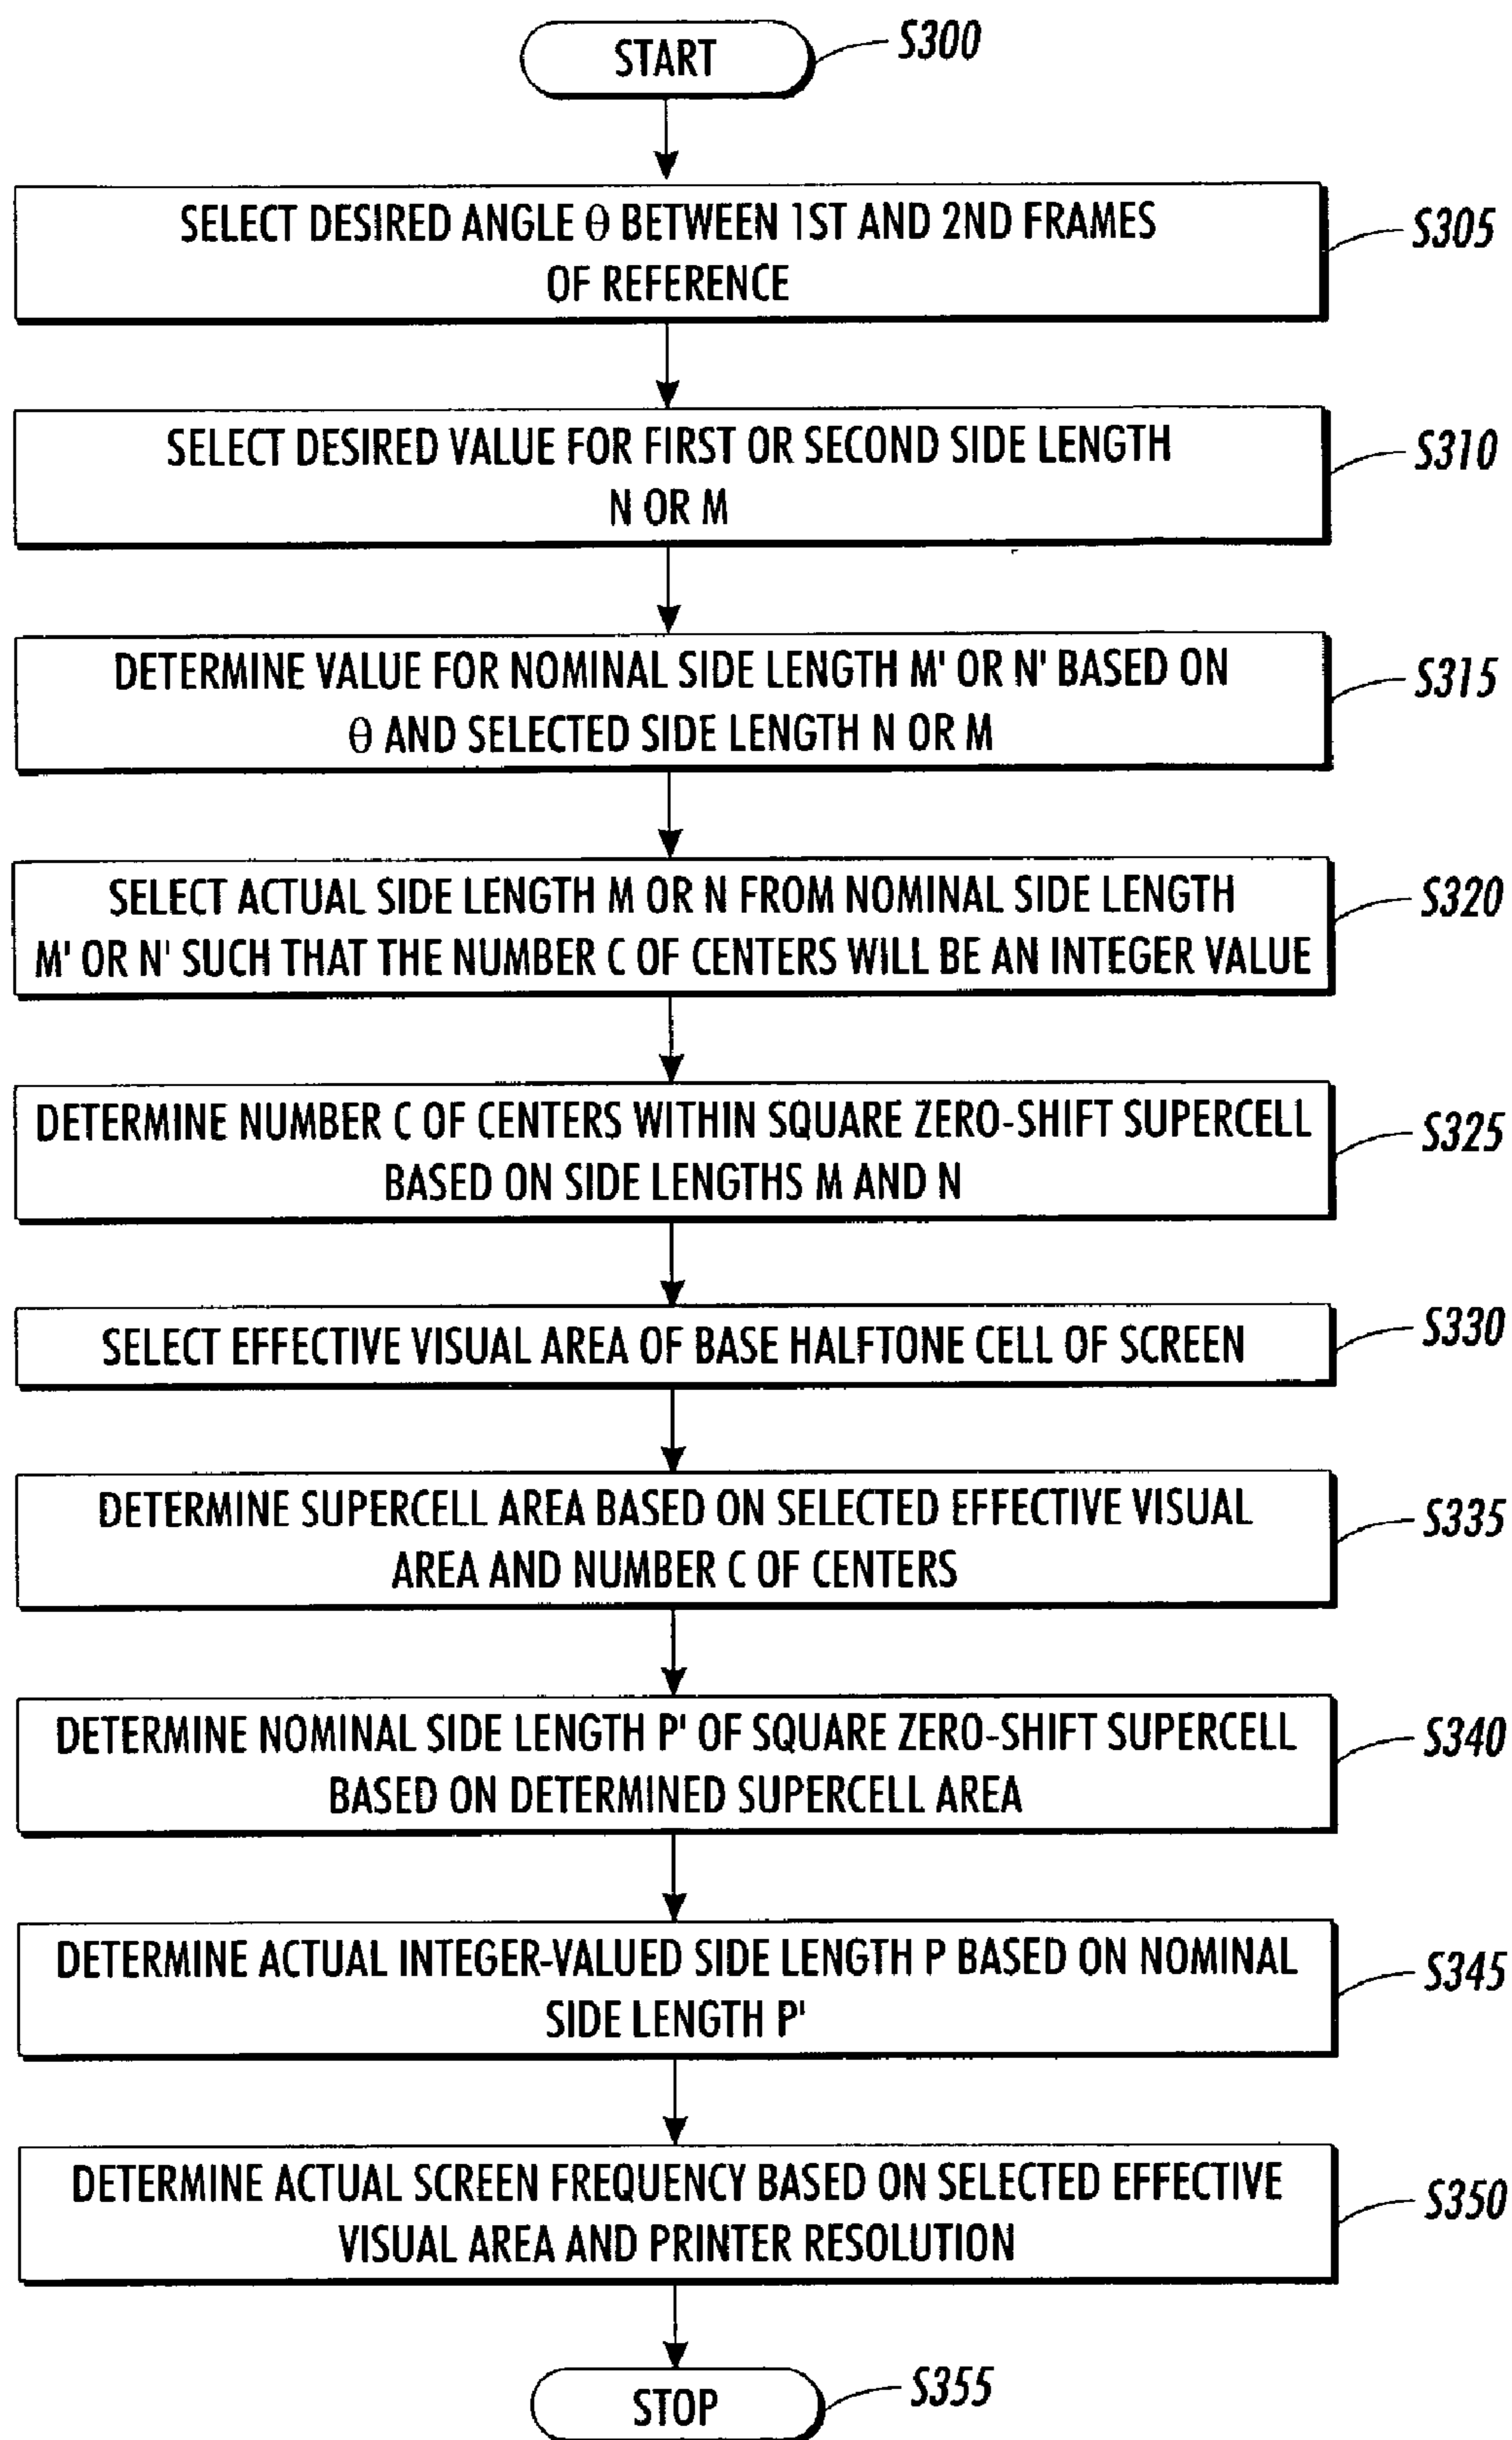 START
S300
SELECT DESIRED ANGLE θ BETWEEN 1ST AND 2ND FRAMES
OF REFERENCE
S305
SELECT DESIRED VALUE FOR FIRST OR SECOND SIDE LENGTH
N OR M
S310
DETERMINE VALUE FOR NOMINAL SIDE LENGTH M' OR N' BASED ON
θ AND SELECTED SIDE LENGTH N OR M
S315
SELECT ACTUAL SIDE LENGTH M OR N FROM NOMINAL SIDE LENGTH
M' OR N' SUCH THAT THE NUMBER C OF CENTERS WILL BE AN INTEGER VALUE
S320
DETERMINE NUMBER C OF CENTERS WITHIN SQUARE ZERO-SHIFT SUPERCELL
BASED ON SIDE LENGTHS M AND N
S325
SELECT EFFECTIVE VISUAL AREA OF BASE HALFTONE CELL OF SCREEN
S330
DETERMINE SUPERCELL AREA BASED ON SELECTED EFFECTIVE VISUAL
AREA AND NUMBER C OF CENTERS
S335
DETERMINE NOMINAL SIDE LENGTH P' OF SQUARE ZERO-SHIFT SUPERCELL
BASED ON DETERMINED SUPERCELL AREA
S340
DETERMINE ACTUAL INTEGER-VALUED SIDE LENGTH P BASED ON NOMINAL
SIDE LENGTH P'
S345
DETERMINE ACTUAL SCREEN FREQUENCY BASED ON SELECTED EFFECTIVE
VISUAL AREA AND PRINTER RESOLUTION
S350
STOP
S355